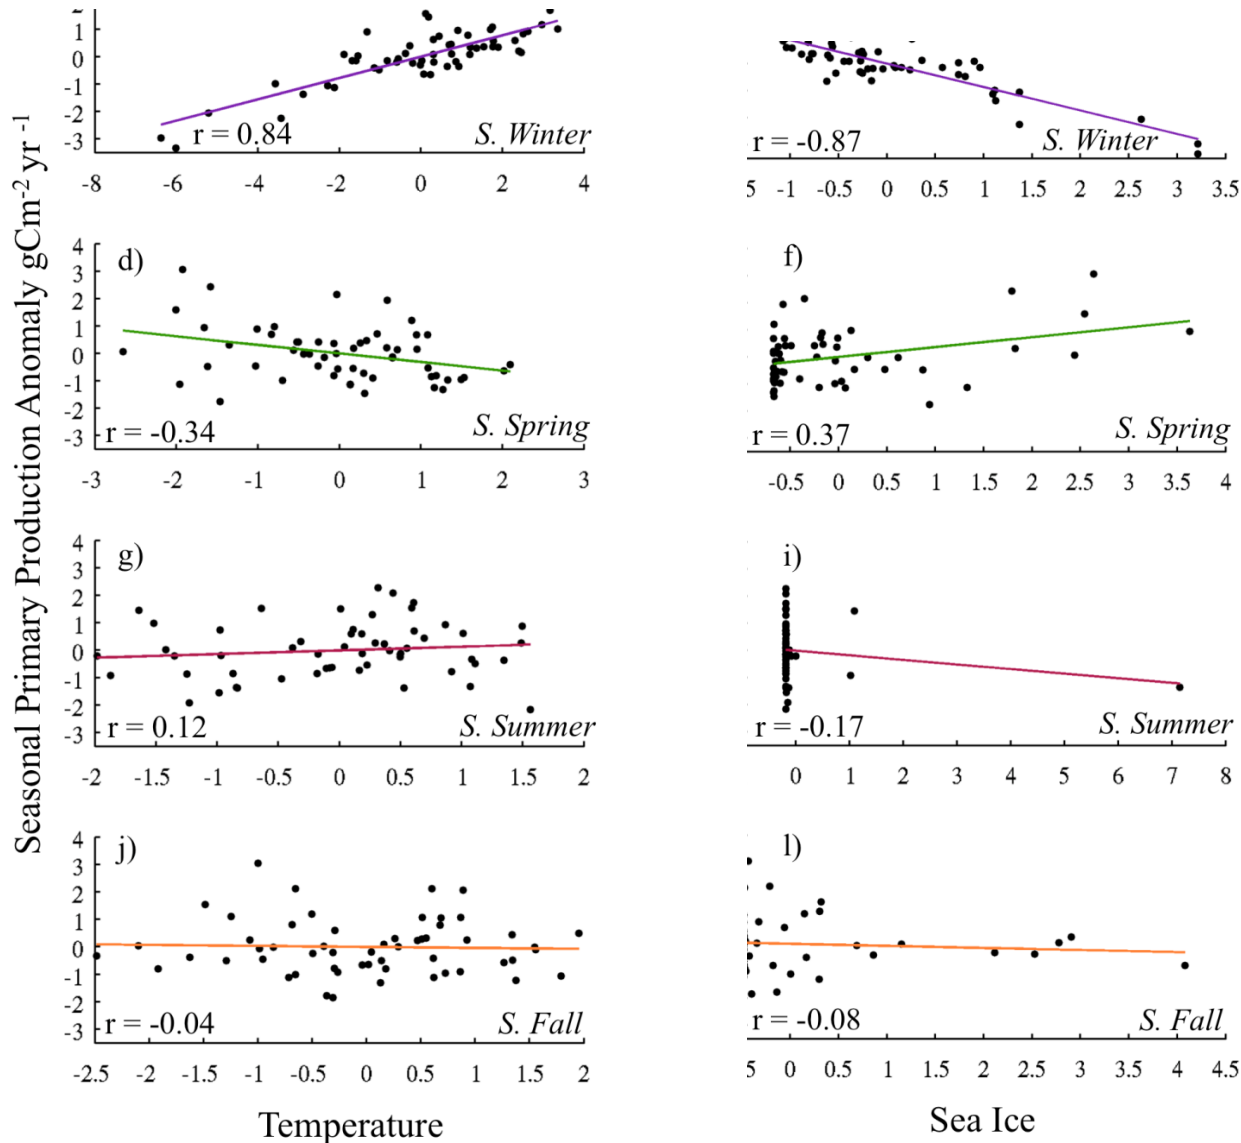 Seasonal Primary Production Anomaly gCm-2 yr-1
2
1
0
-1
-2
-3
r = 0.84
S. Winter
-8 -6 -4 -2 0 2 4
r = -0.87
S. Winter
5 -1 -0.5 0 0.5 1 1.5 2 2.5 3 3.5
4
3
2
1
0
-1
-2
-3
d)
r = -0.34
S. Spring
-3 -2 -1 0 1 2 3
f)
r = 0.37
S. Spring
-0.5 0 0.5 1 1.5 2 2.5 3 3.5 4
4
3
2
1
0
-1
-2
-3
g)
r = 0.12
S. Summer
-2 -1.5 -1 -0.5 0 0.5 1 1.5 2
i)
r = -0.17
S. Summer
0 1 2 3 4 5 6 7 8
4
3
2
1
0
-1
-2
-3
j)
r = -0.04
S. Fall
-2.5 -2 -1.5 -1 -0.5 0 0.5 1 1.5 2
l)
r = -0.08
S. Fall
5 0 0.5 1 1.5 2 2.5 3 3.5 4 4.5
Temperature
Sea Ice